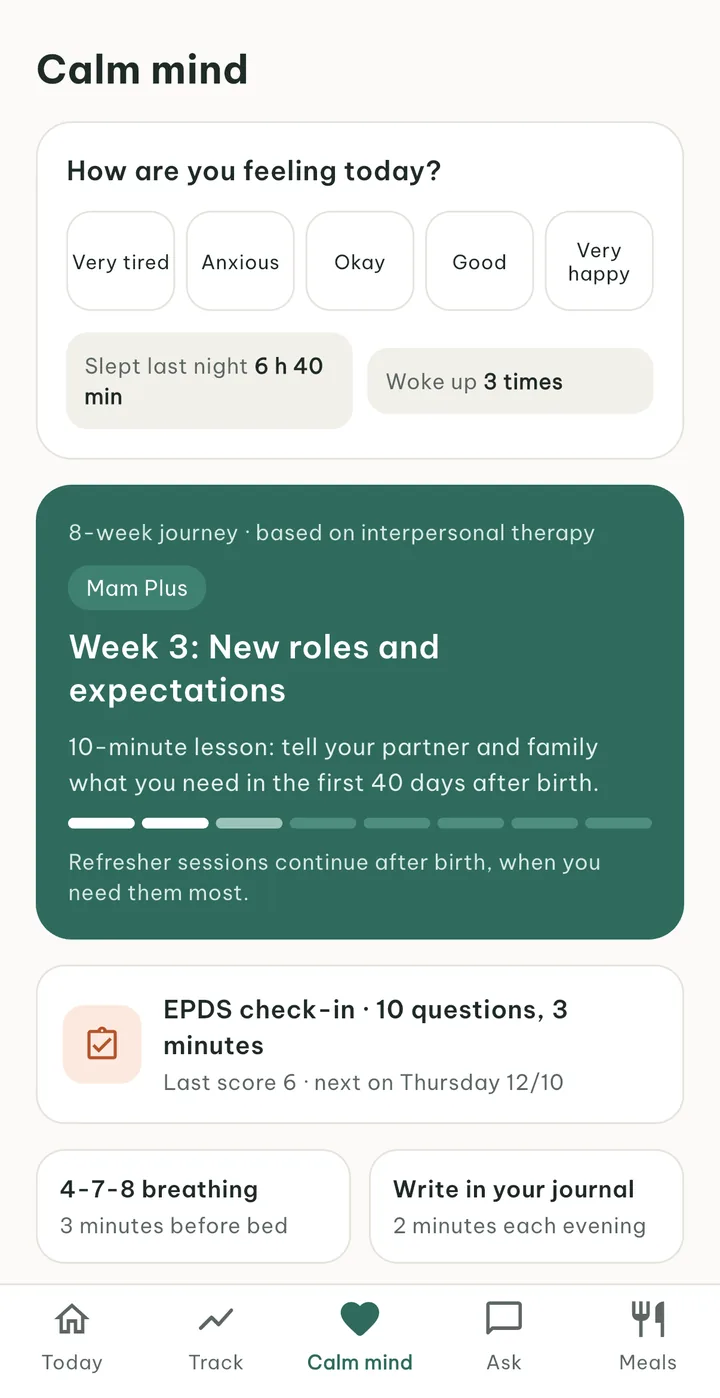 Calm mind
How are you feeling today?
Very tired
Anxious
Okay
Good
Very
happy
Slept last night 6 h 40
min
Woke up 3 times
8-week journey · based on interpersonal therapy
Mam Plus
Week 3: New roles and
expectations
10-minute lesson: tell your partner and family
what you need in the first 40 days after birth.
Refresher sessions continue after birth, when you
need them most.
EPDS check-in · 10 questions, 3
minutes
Last score 6 · next on Thursday 12/10
4-7-8 breathing
3 minutes before bed
Write in your journal
2 minutes each evening
Today
Track
Calm mind
Ask
Meals